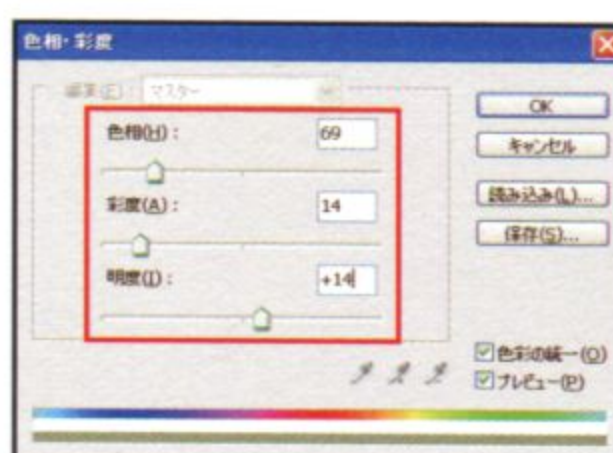 色相・彩度
編集(E): マスター
色相(H): 69
彩度(A): 14
明度(I): +14
OK
キャンセル
読み込み(L)...
保存(S)...
色彩の統一(O)
プレビュー(P)